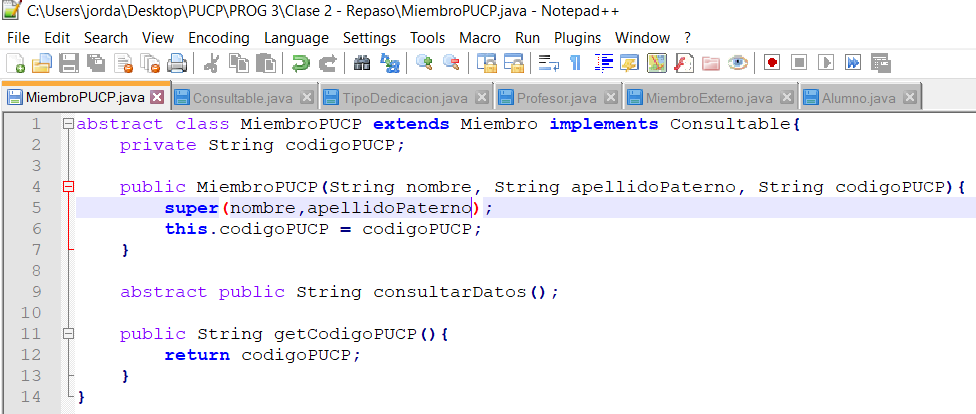 C:\Users\jorda\Desktop\PUCP\PROG 3\Clase 2 - Repaso\MiembroPUCP.java - Notepad++
File Edit Search View Encoding Language Settings Tools Macro Run Plugins Window ?
MiembroPUCP.java Consultable.java TipoDedicacion.java Profesor.java MiembroExterno.java Alumno.java
1 abstract class MiembroPUCP extends Miembro implements Consultable{
2 private String codigoPUCP;
3
4 public MiembroPUCP(String nombre, String apellidoPaterno, String codigoPUCP){
5 super(nombre,apellidoPaterno);
6 this.codigoPUCP = codigoPUCP;
7 }
8
9 abstract public String consultarDatos();
10
11 public String getCodigoPUCP(){
12 return codigoPUCP;
13 }
14 }